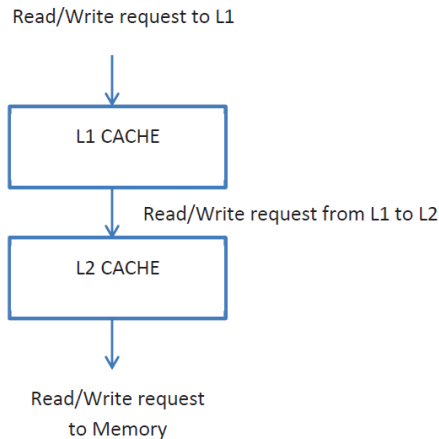 Read/Write request to L1
L1 CACHE
Read/Write request from L1 to L2
L2 CACHE
Read/Write request
to Memory